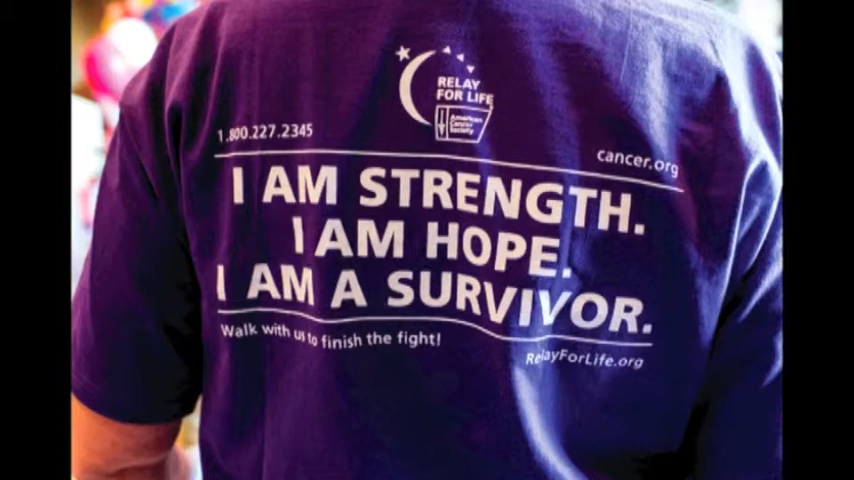 RELAY
FOR LIFE
American
Cancer
Society
1.800.227.2345
cancer.org
I AM STRENGTH.
I AM HOPE.
I AM A SURVIVOR.
Walk with us to finish the fight!
RelayForLife.org